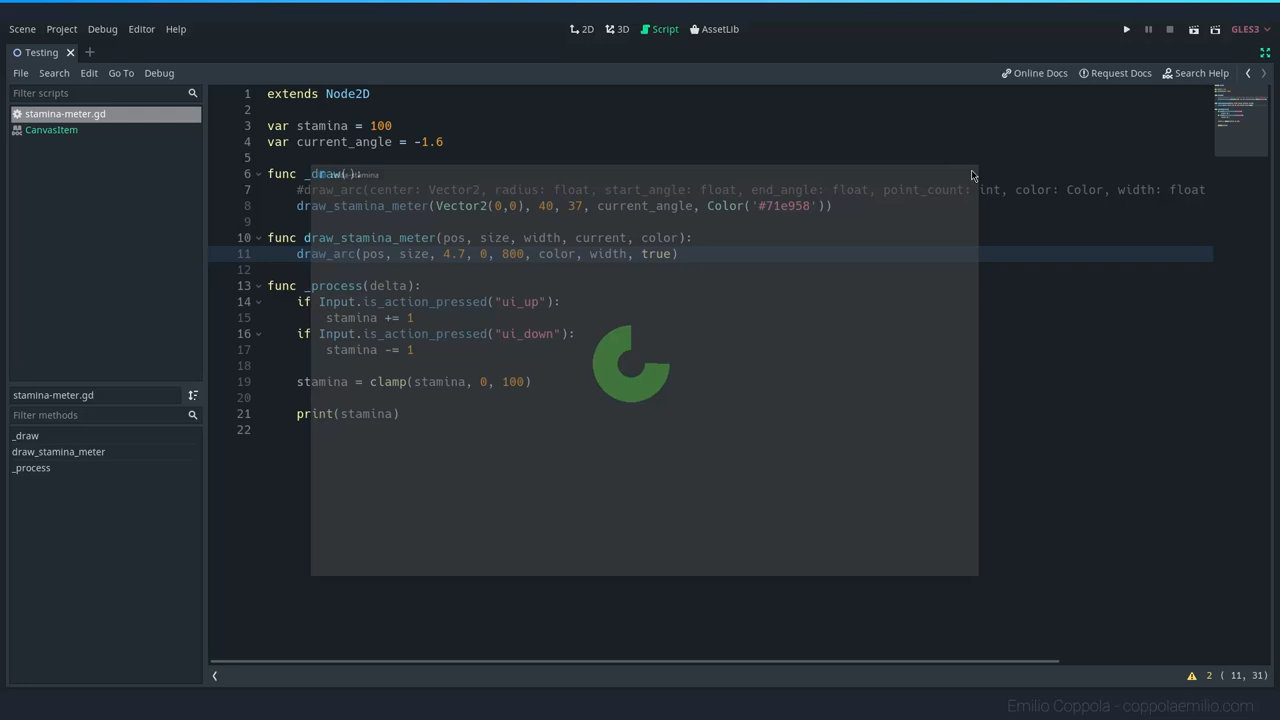 Scene Project Debug Editor Help 2D 3D Script AssetLib GLES3
Testing
File Search Edit Go To Debug Online Docs Request Docs Search Help
Filter scripts
stamina-meter.gd
CanvasItem
stamina-meter.gd
Filter methods
_draw
draw_stamina_meter
_process
1 extends Node2D
2
3 var stamina = 100
4 var current_angle = -1.6
5
6 func _draw():
7 #draw_arc(center: Vector2, radius: float, start_angle: float, end_angle: float, point_count: int, color: Color, width: float
8 draw_stamina_meter(Vector2(0,0), 40, 37, current_angle, Color('#71e958'))
9
10 func draw_stamina_meter(pos, size, width, current, color):
11 draw_arc(pos, size, 4.7, 0, 800, color, width, true)
12
13 func _process(delta):
14 if Input.is_action_pressed("ui_up"):
15 stamina += 1
16 if Input.is_action_pressed("ui_down"):
17 stamina -= 1
18
19 stamina = clamp(stamina, 0, 100)
20
21 print(stamina)
22
2 ( 11, 31)
Emilio Coppola - coppolaemilio.com